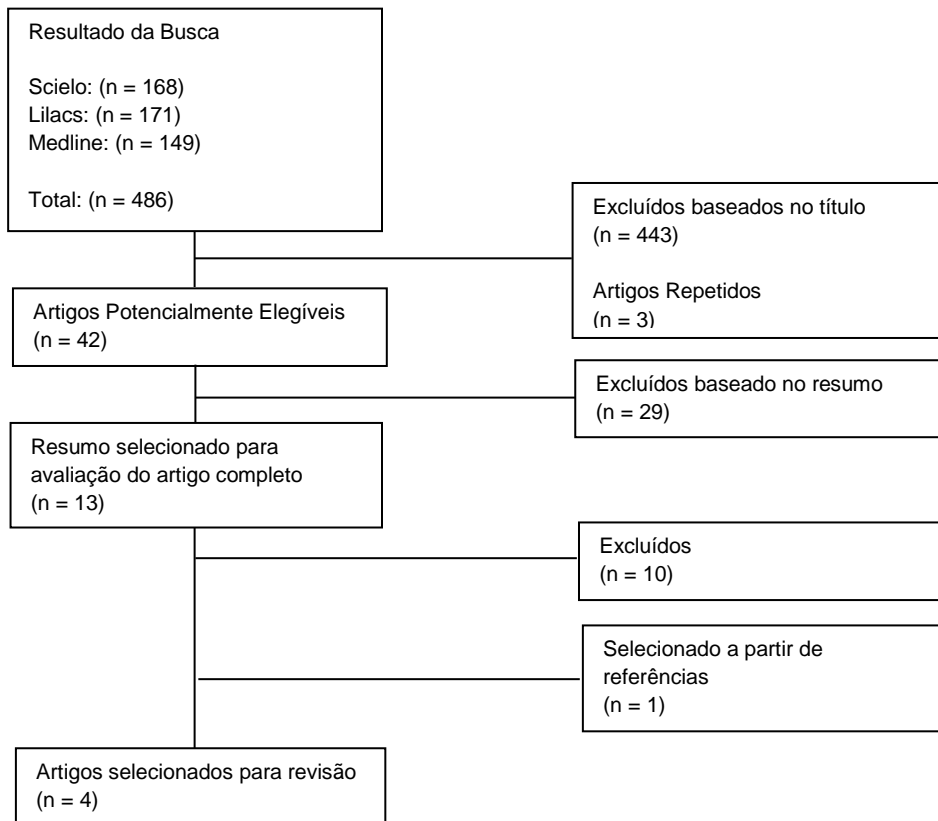 Resultado da Busca
Scielo: (n = 168)
Lilacs: (n = 171)
Medline: (n = 149)
Total: (n = 486)
Excluídos baseados no título
(n = 443)
Artigos Repetidos
(n = 3)
Artigos Potencialmente Elegíveis
(n = 42)
Excluídos baseado no resumo
(n = 29)
Resumo selecionado para
avaliação do artigo completo
(n = 13)
Excluídos
(n = 10)
Selecionado a partir de
referências
(n = 1)
Artigos selecionados para revisão
(n = 4)